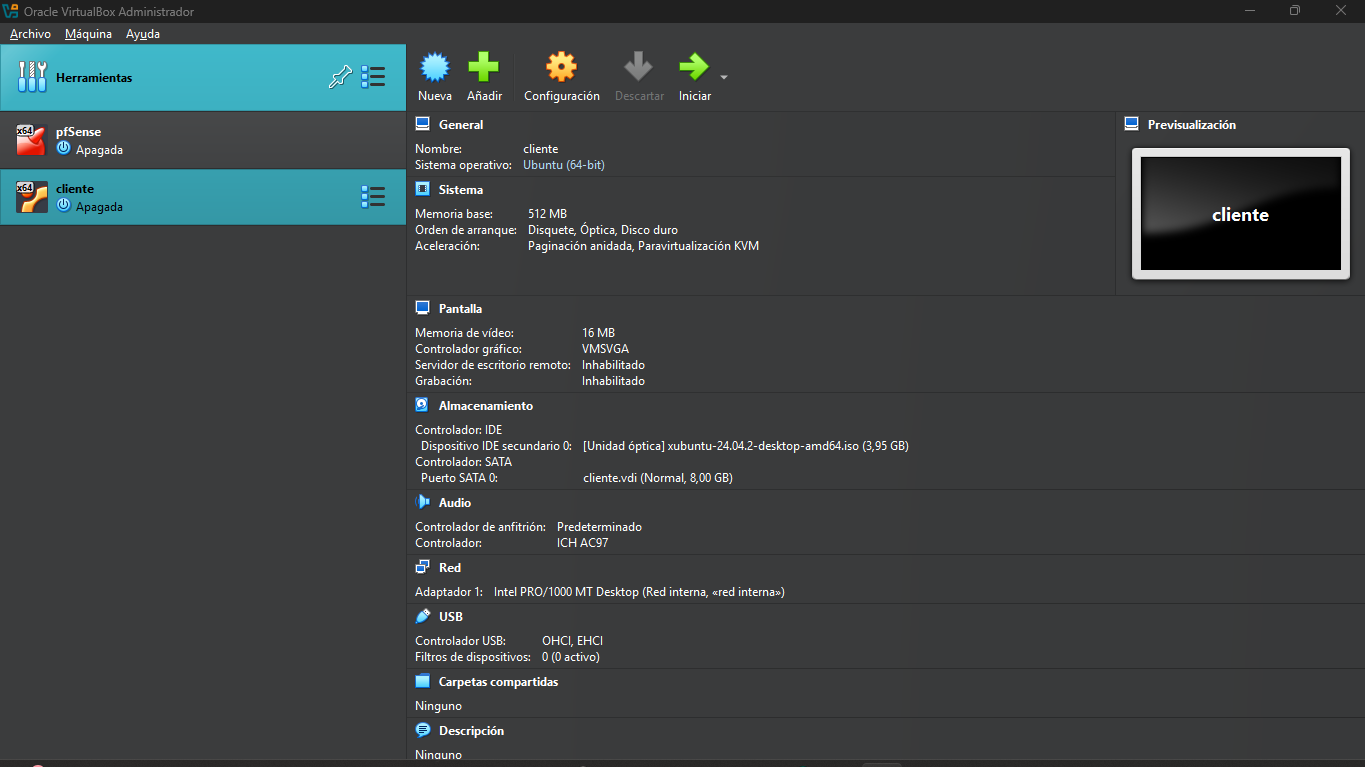 Oracle VirtualBox Administrador
Archivo Máquina Ayuda
Herramientas
x64
pfSense
Apagada
x64
cliente
Apagada
Nueva Añadir Configuración Descartar Iniciar
General
Nombre: cliente
Sistema operativo: Ubuntu (64-bit)
Sistema
Memoria base: 512 MB
Orden de arranque: Disquete, Óptica, Disco duro
Aceleración: Paginación anidada, Paravirtualización KVM
Previsualización
cliente
Pantalla
Memoria de vídeo: 16 MB
Controlador gráfico: VMSVGA
Servidor de escritorio remoto: Inhabilitado
Grabación: Inhabilitado
Almacenamiento
Controlador: IDE
Dispositivo IDE secundario 0: [Unidad óptica] xubuntu-24.04.2-desktop-amd64.iso (3,95 GB)
Controlador: SATA
Puerto SATA 0: cliente.vdi (Normal, 8,00 GB)
Audio
Controlador de anfitrión: Predeterminado
Controlador: ICH AC97
Red
Adaptador 1: Intel PRO/1000 MT Desktop (Red interna, «red interna»)
USB
Controlador USB: OHCI, EHCI
Filtros de dispositivos: 0 (0 activo)
Carpetas compartidas
Ninguno
Descripción
Ninguno